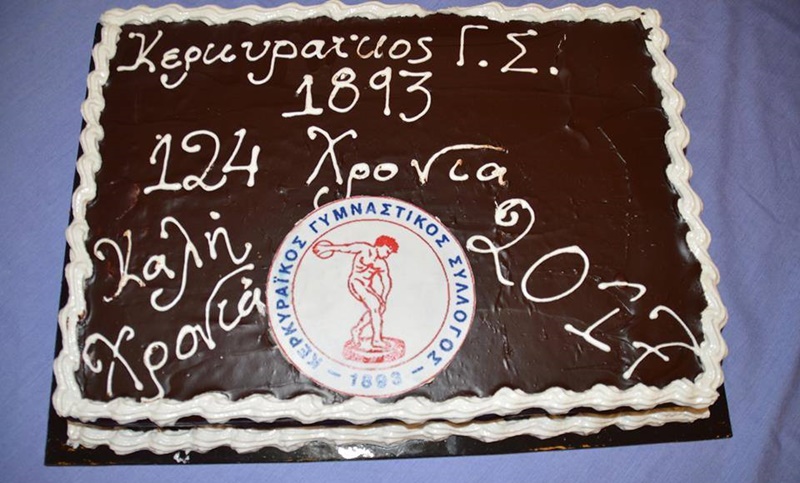 Κερκυραϊκος Γ.Σ.
1893
124 Χρονια
Καλή
Χρονιά
2017
ΚΕΡΚΥΡΑΪΚΟΣ ΓΥΜΝΑΣΤΙΚΟΣ ΣΥΛΛΟΓΟΣ
- 1893 -